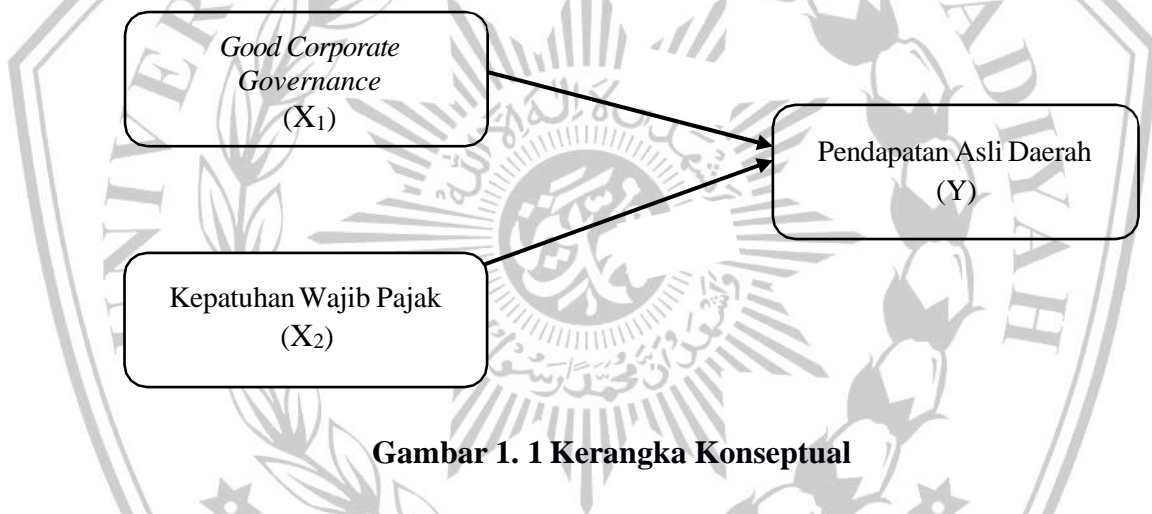 Good Corporate
Governance
(X₁)
Pendapatan Asli Daerah
(Y)
Kepatuhan Wajib Pajak
(X₂)
Gambar 1. 1 Kerangka Konseptual